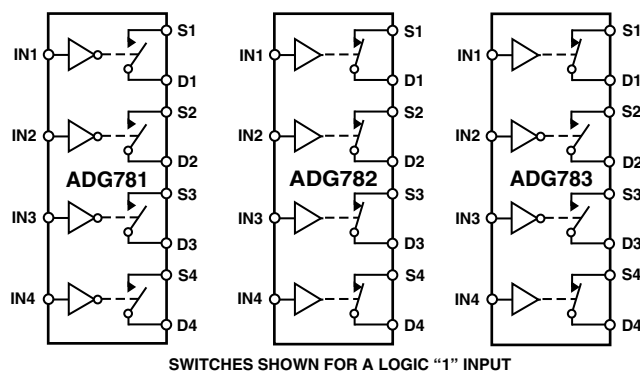 IN1
S1
D1
IN2
S2
D2
ADG781
IN3
S3
D3
IN4
S4
D4
IN1
S1
D1
IN2
S2
D2
ADG782
IN3
S3
D3
IN4
S4
D4
IN1
S1
D1
IN2
S2
D2
ADG783
IN3
S3
D3
IN4
S4
D4
SWITCHES SHOWN FOR A LOGIC “1” INPUT